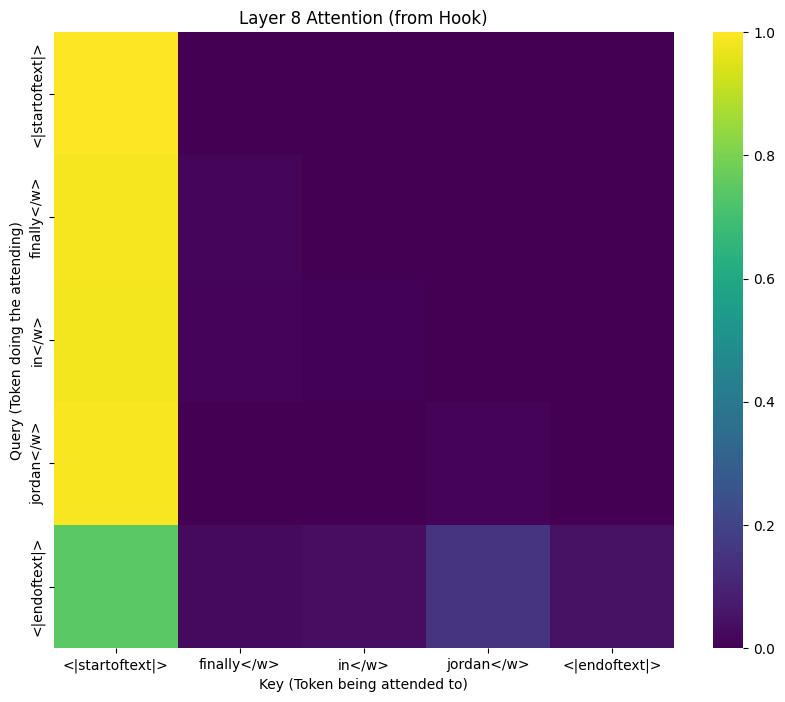 Layer 8 Attention (from Hook)
Query (Token doing the attending)
<|startoftext|>
finally</w>
in</w>
jordan</w>
<|endoftext|>
<|startoftext|>
finally</w>
in</w>
jordan</w>
<|endoftext|>
Key (Token being attended to)
1.0
0.8
0.6
0.4
0.2
0.0